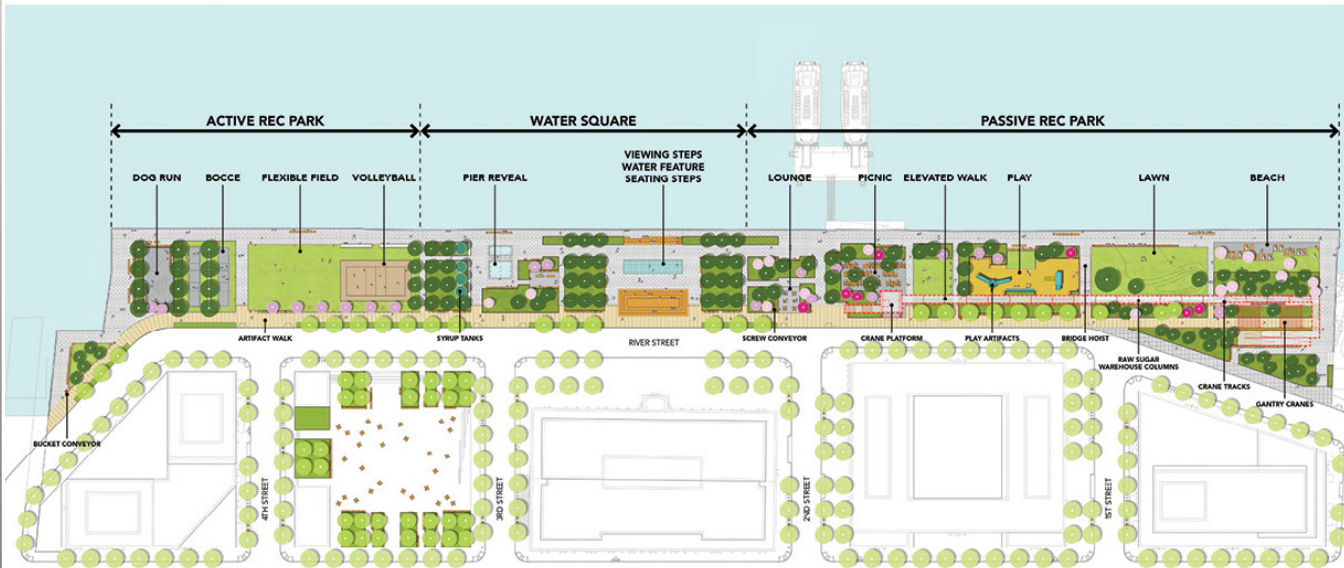 ACTIVE REC PARK
WATER SQUARE
PASSIVE REC PARK
VIEWING STEPS
WATER FEATURE
SEATING STEPS
DOG RUN
BOCCE
FLEXIBLE FIELD
VOLLEYBALL
PIER REVEAL
LOUNGE
PICNIC
ELEVATED WALK
PLAY
LAWN
BEACH
ARTIFACT WALK
SYRUP TANKS
RIVER STREET
SCREW CONVEYOR
CRANE PLATFORM
PLAY ARTIFACTS
BRIDGE HOIST
RAW SUGAR
WAREHOUSE COLUMNS
CRANE TRACKS
GANTRY CRANES
BUCKET CONVEYOR
4TH STREET
3RD STREET
2ND STREET
1ST STREET